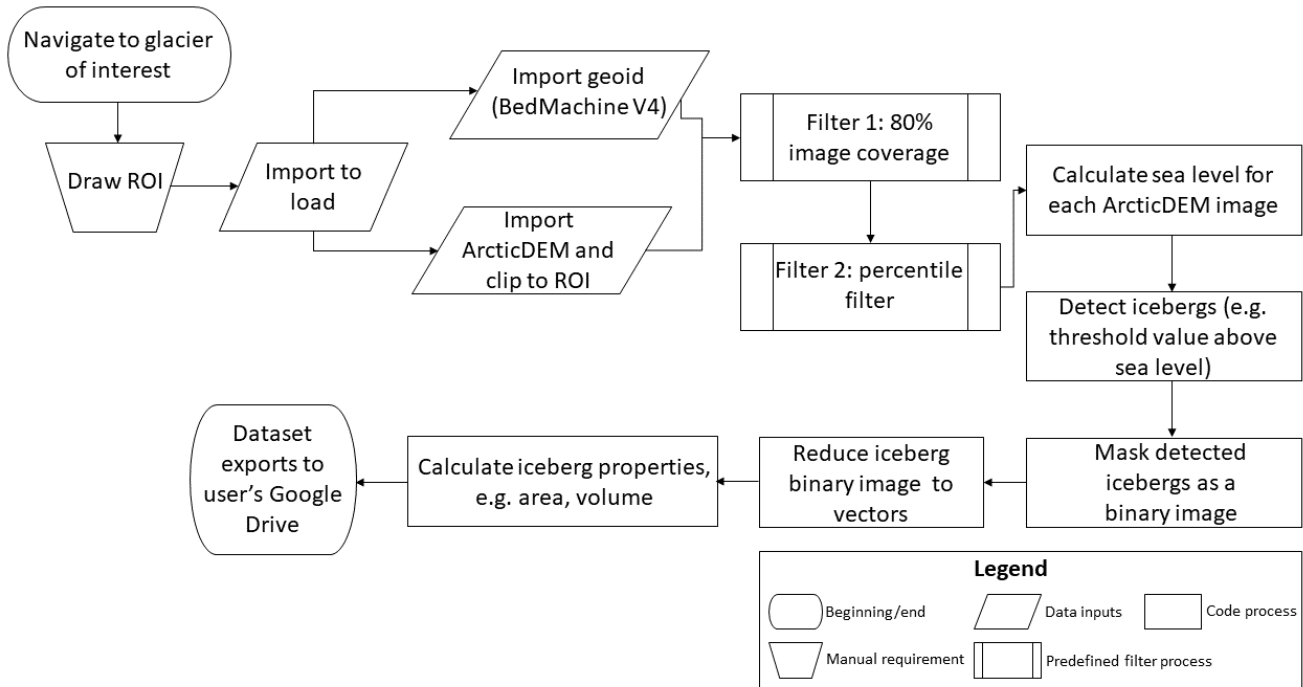 Navigate to glacier
of interest
Draw ROI
Import to
load
Import geoid
(BedMachine V4)
Import
ArcticDEM and
clip to ROI
Filter 1: 80%
image coverage
Filter 2: percentile
filter
Calculate sea level for
each ArcticDEM image
Detect icebergs (e.g.
threshold value above
sea level)
Mask detected
icebergs as a
binary image
Reduce iceberg
binary image to
vectors
Calculate iceberg properties,
e.g. area, volume
Dataset
exports to
user’s Google
Drive
Legend
Beginning/end
Data inputs
Code process
Manual requirement
Predefined filter process